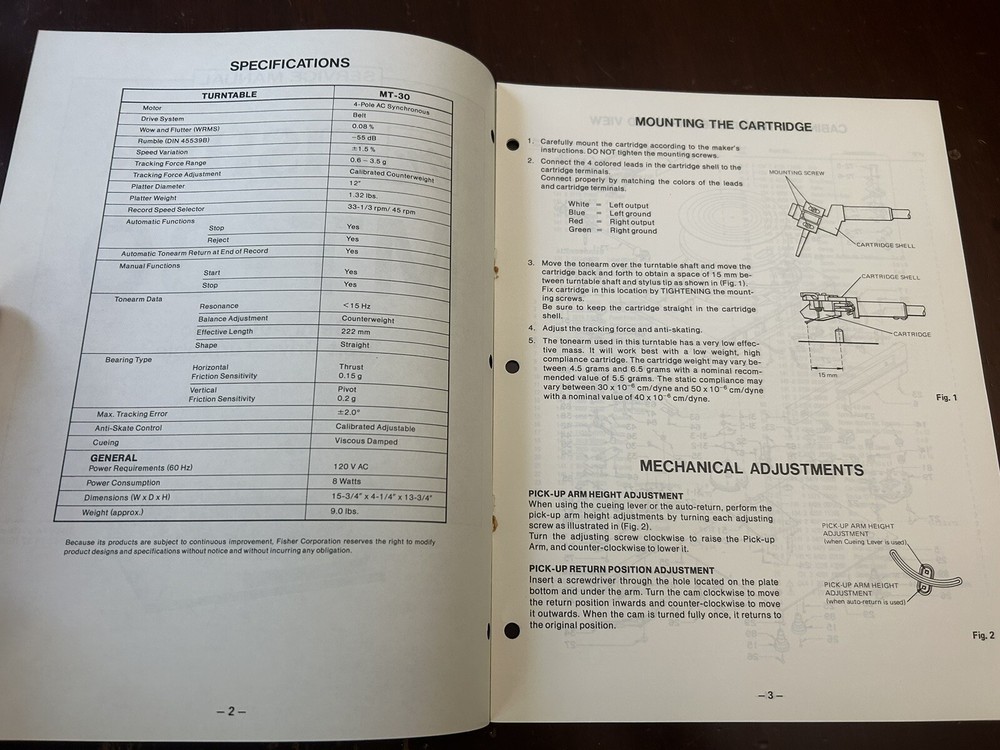 SPECIFICATIONS
TURNTABLE MT-30
Motor 4-Pole AC Synchronous
Drive System Belt
Wow and Flutter (WRMS) 0.08 %
Rumble (DIN 45539B) −55 dB
Speed Variation ±1.5 %
Tracking Force Range 0.6 – 3.5 g
Tracking Force Adjustment Calibrated Counterweight
Platter Diameter 12"
Platter Weight 1.32 lbs.
Record Speed Selector 33-1/3 rpm/ 45 rpm
Automatic Functions
Stop Yes
Reject Yes
Automatic Tonearm Return at End of Record Yes
Manual Functions
Start Yes
Stop Yes
Tonearm Data
Resonance <15 Hz
Balance Adjustment Counterweight
Effective Length 222 mm
Shape Straight
Bearing Type
Horizontal Thrust
Friction Sensitivity 0.15 g
Vertical Pivot
Friction Sensitivity 0.2 g
Max. Tracking Error ±2.0°
Anti-Skate Control Calibrated Adjustable
Cueing Viscous Damped
GENERAL
Power Requirements (60 Hz) 120 V AC
Power Consumption 8 Watts
Dimensions (W x D x H) 15-3/4" x 4-1/4" x 13-3/4"
Weight (approx.) 9.0 lbs.
Because its products are subject to continuous improvement, Fisher Corporation reserves the right to modify
product designs and specifications without notice and without incurring any obligation.
– 2 –
MOUNTING THE CARTRIDGE
1. Carefully mount the cartridge according to the maker's
instructions. DO NOT tighten the mounting screws.
2. Connect the 4 colored leads in the cartridge shell to the
cartridge terminals.
Connect properly by matching the colors of the leads
and cartridge terminals.
White = Left output
Blue = Left ground
Red = Right output
Green = Right ground
MOUNTING SCREW
CARTRIDGE SHELL
3. Move the tonearm over the turntable shaft and move the
cartridge back and forth to obtain a space of 15 mm be-
tween turntable shaft and stylus tip as shown in (Fig. 1).
Fix cartridge in this location by TIGHTENING the mount-
ing screws.
Be sure to keep the cartridge straight in the cartridge
shell.
4. Adjust the tracking force and anti-skating.
5. The tonearm used in this turntable has a very low effec-
tive mass. It will work best with a low weight, high
compliance cartridge. The cartridge weight may vary be-
tween 4.5 grams and 6.5 grams with a nominal recom-
mended value of 5.5 grams. The static compliance may
vary between 30 x 10⁻⁶ cm/dyne and 50 x 10⁻⁶ cm/dyne
with a nominal value of 40 x 10⁻⁶ cm/dyne.
CARTRIDGE SHELL
CARTRIDGE
15 mm
Fig. 1
MECHANICAL ADJUSTMENTS
PICK-UP ARM HEIGHT ADJUSTMENT
When using the cueing lever or the auto-return, perform the
pick-up arm height adjustments by turning each adjusting
screw as illustrated in (Fig. 2).
Turn the adjusting screw clockwise to raise the Pick-up
Arm, and counter-clockwise to lower it.
PICK-UP RETURN POSITION ADJUSTMENT
Insert a screwdriver through the hole located on the plate
bottom and under the arm. Turn the cam clockwise to move
the return position inwards and counter-clockwise to move
it outwards. When the cam is turned fully once, it returns to
the original position.
PICK-UP ARM HEIGHT
ADJUSTMENT
(when Cueing Lever is used)
PICK-UP ARM HEIGHT
ADJUSTMENT
(when auto-return is used)
Fig. 2
– 3 –